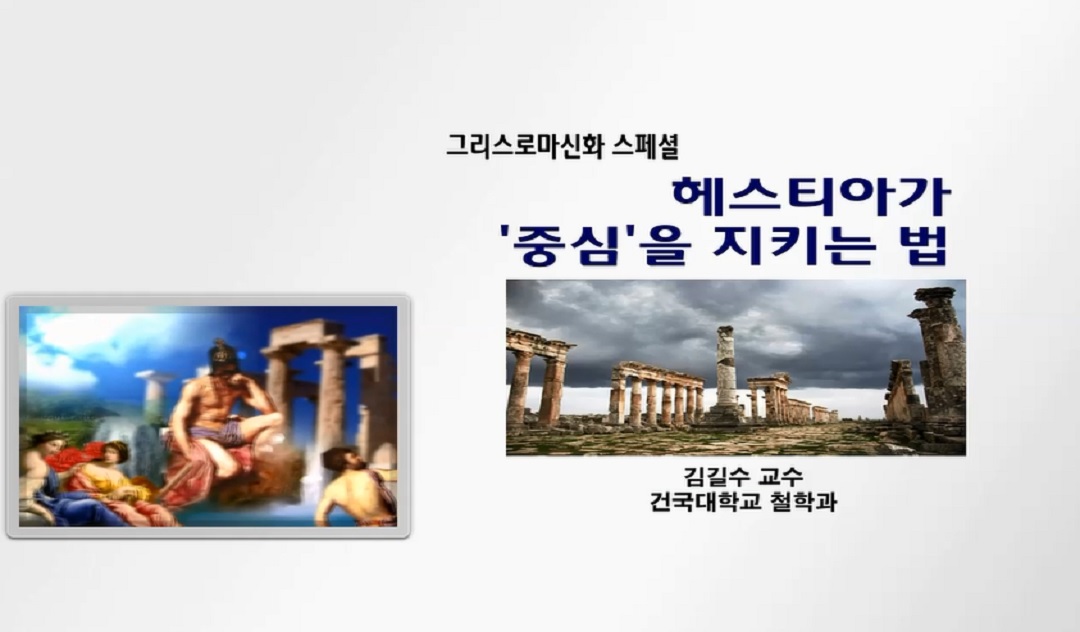 그리스로마신화 스페셜
헤스티아가
'중심'을 지키는 법
김길수 교수
건국대학교 철학과